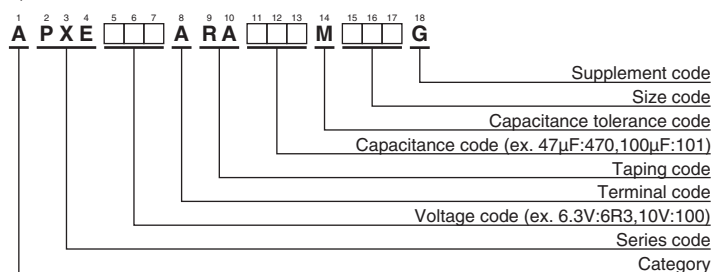 1 2 3 4 5 6 7 8 9 10 11 12 13 14 15 16 17 18
A P X E □□□ A R A □□□ M □□□ G
Supplement code
Size code
Capacitance tolerance code
Capacitance code (ex. 47µF:470,100µF:101)
Taping code
Terminal code
Voltage code (ex. 6.3V:6R3,10V:100)
Series code
Category